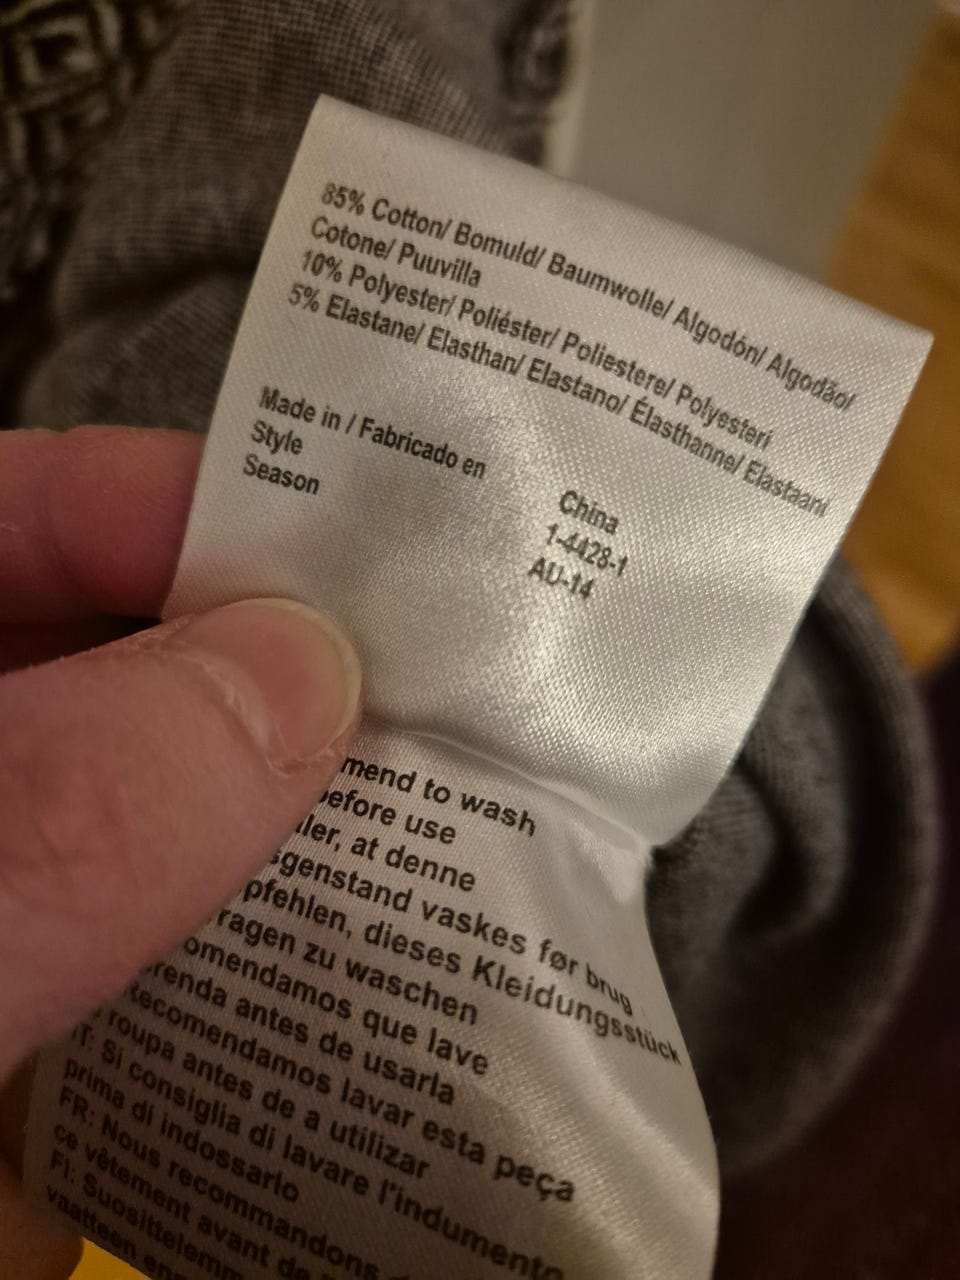 85% Cotton/ Bomuld/ Baumwolle/ Algodón/ Algodão/
Cotone/ Puuvilla
10% Polyester/ Poliéster/ Poliestere/ Polyesteri
5% Elastane/ Elasthan/ Elastano/ Élasthanne/ Elastaani
Made in / Fabricado en China
Style 1-4428-1
Season AU-14
mend to wash
before use
ller, at denne
sgenstand vaskes før brug
pfehlen, dieses Kleidungsstück
ragen zu waschen
omendamos que lave
renda antes de usarla
Recomendamos lavar esta peça
roupa antes de a utilizar
IT: Si consiglia di lavare l'indumento
prima di indossarlo
FR: Nous recommandons
ce vêtement avant de
FI: Suosittelemm
vaatteen enn